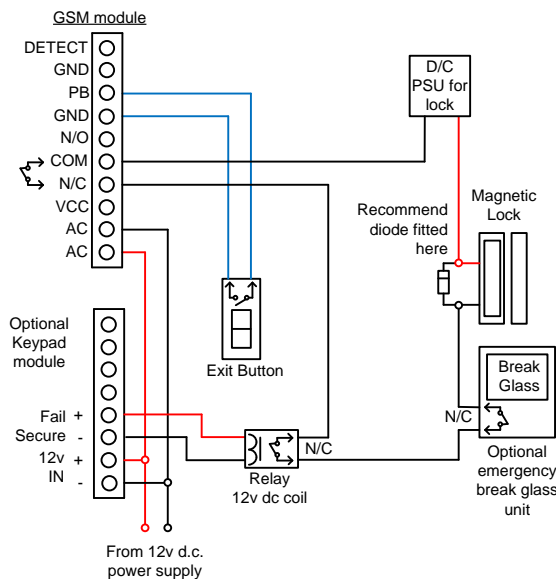 GSM module
DETECT
GND
PB
GND
N/O
COM
N/C
VCC
AC
AC
D/C
PSU for
lock
Magnetic
Lock
Recommend
diode fitted
here
Exit Button
Optional
Keypad
module
Fail +
Secure -
12v +
IN -
N/C
Relay
12v dc coil
Break
Glass
N/C
Optional
emergency
break glass
unit
From 12v d.c.
power supply